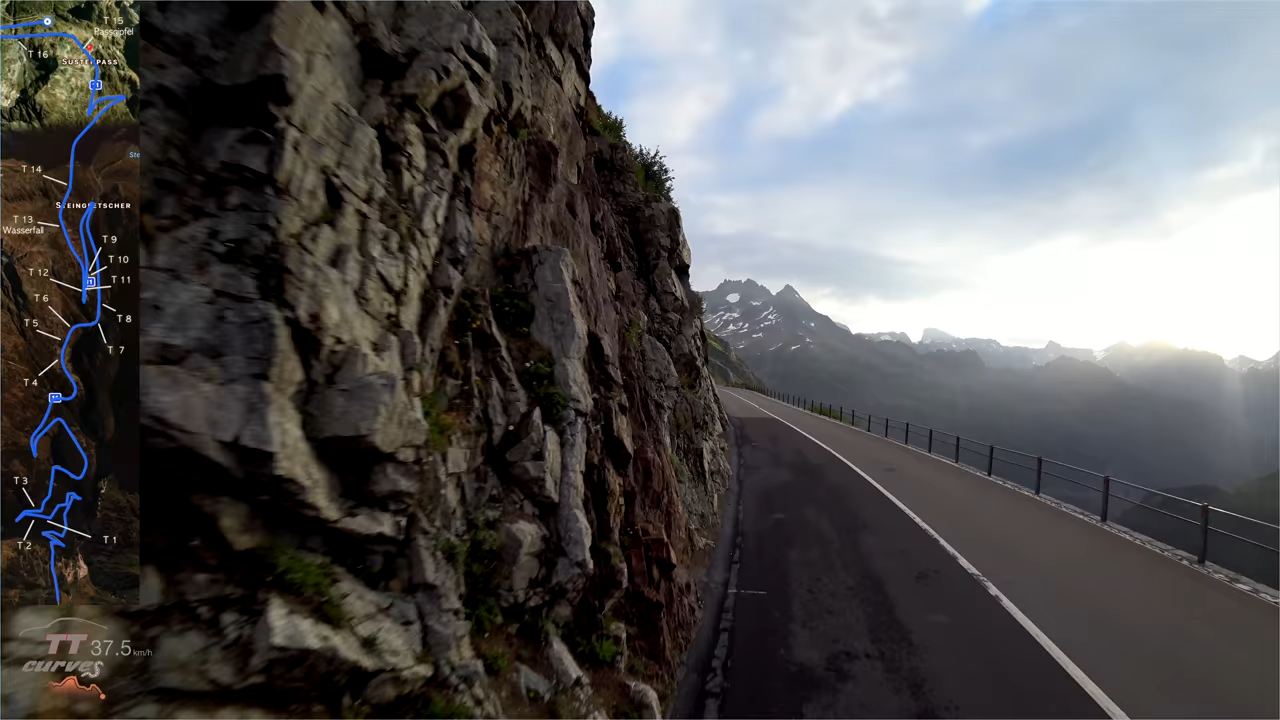 T 15
Passgipfel
T 16
SUSTENPASS
Ste
T 14
STEINGLETSCHER
T 13
Wasserfall
T 9
T 10
T 12
T 11
T 6
T 8
T 5
T 7
T 4
T 3
T 2
T 1
TT
curves
37.5 km/h